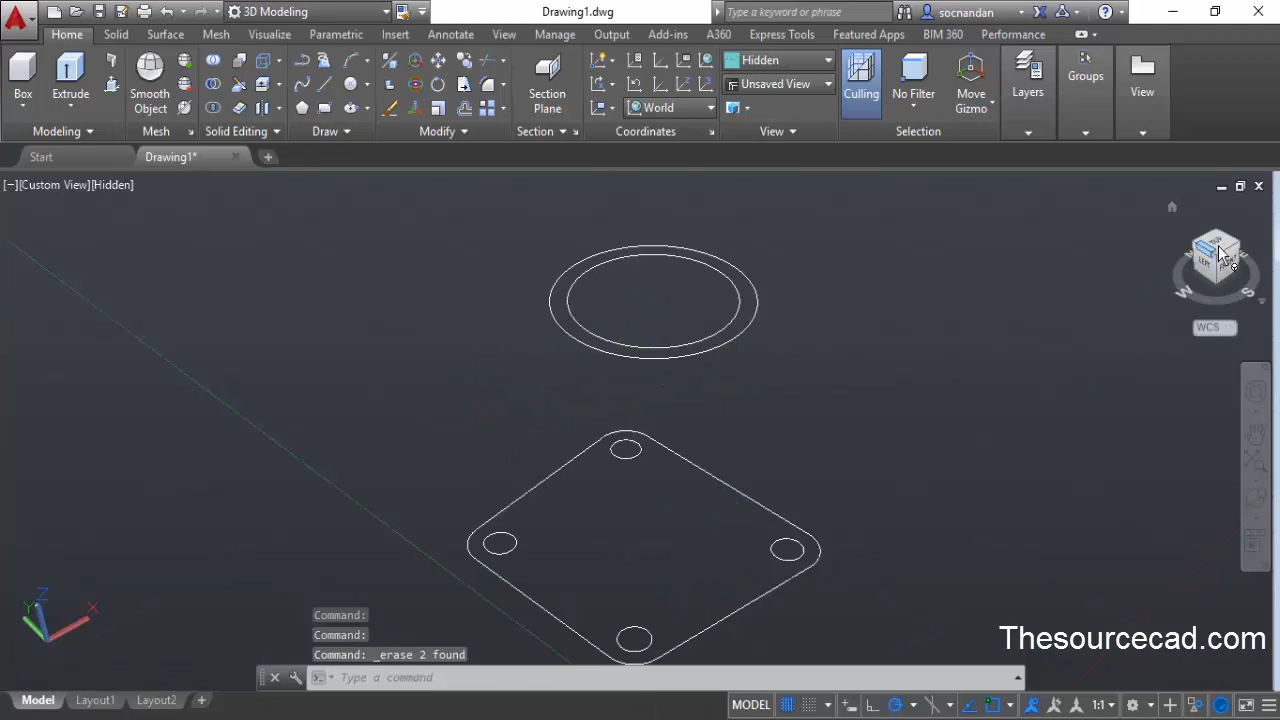 3D Modeling
Drawing1.dwg
Type a keyword or phrase
socnandan
Home Solid Surface Mesh Visualize Parametric Insert Annotate View Manage Output Add-ins A360 Express Tools Featured Apps BIM 360 Performance
Box
Extrude
Smooth
Object
Section
Plane
Hidden
Unsaved View
World
Culling
No Filter
Move
Gizmo
Layers
Groups
View
Modeling
Mesh
Solid Editing
Draw
Modify
Section
Coordinates
View
Selection
Start
Drawing1*
[−][Custom View][Hidden]
TOP
LEFT
W
S
WCS
Y Z X
Command:
Command:
Command: _erase 2 found
Type a command
Thesourcecad.com
Model
Layout1
Layout2
MODEL
1:1